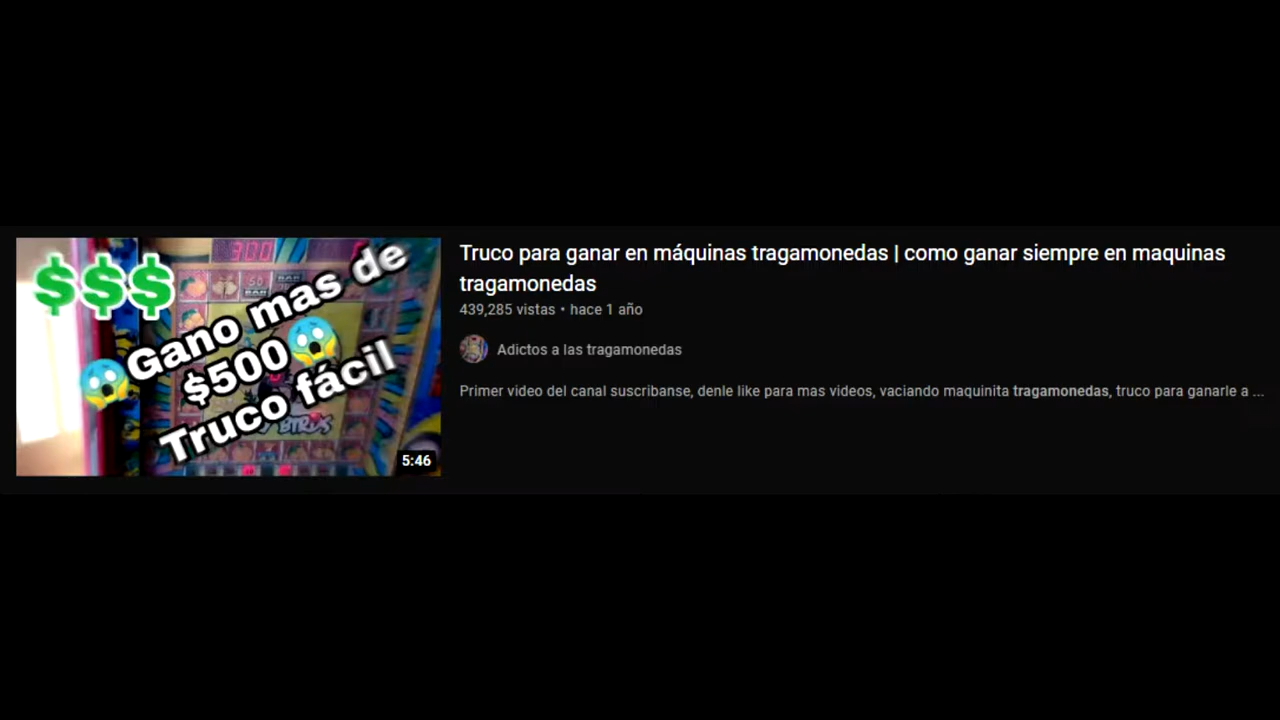 $$$
300
Gano mas de
$500
Truco fácil
5:46
Truco para ganar en máquinas tragamonedas | como ganar siempre en maquinas
tragamonedas
439,285 vistas • hace 1 año
Adictos a las tragamonedas
Primer video del canal suscribanse, denle like para mas videos, vaciando maquinita tragamonedas, truco para ganarle a ...